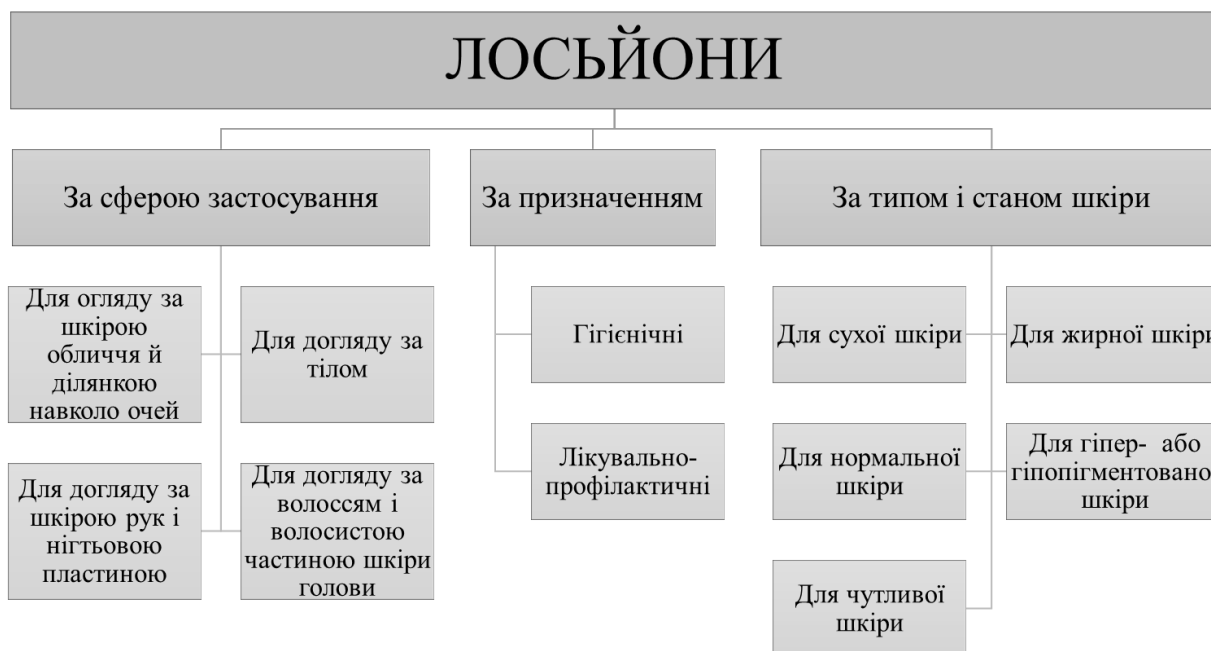 ЛОСЬЙОНИ
За сферою застосування
За призначенням
За типом і станом шкіри
Для огляду за
шкірою
обличчя й
ділянкою
навколо очей
Для догляду за
тілом
Для догляду за
шкірою рук і
нігтьовою
пластиною
Для догляду за
волоссям і
волосистою
частиною шкіри
голови
Гігієнічні
Лікувально-
профілактичні
Для сухої шкіри
Для жирної шкіри
Для нормальної
шкіри
Для гіпер- або
гіпопігментовано
шкіри
Для чутливої
шкіри